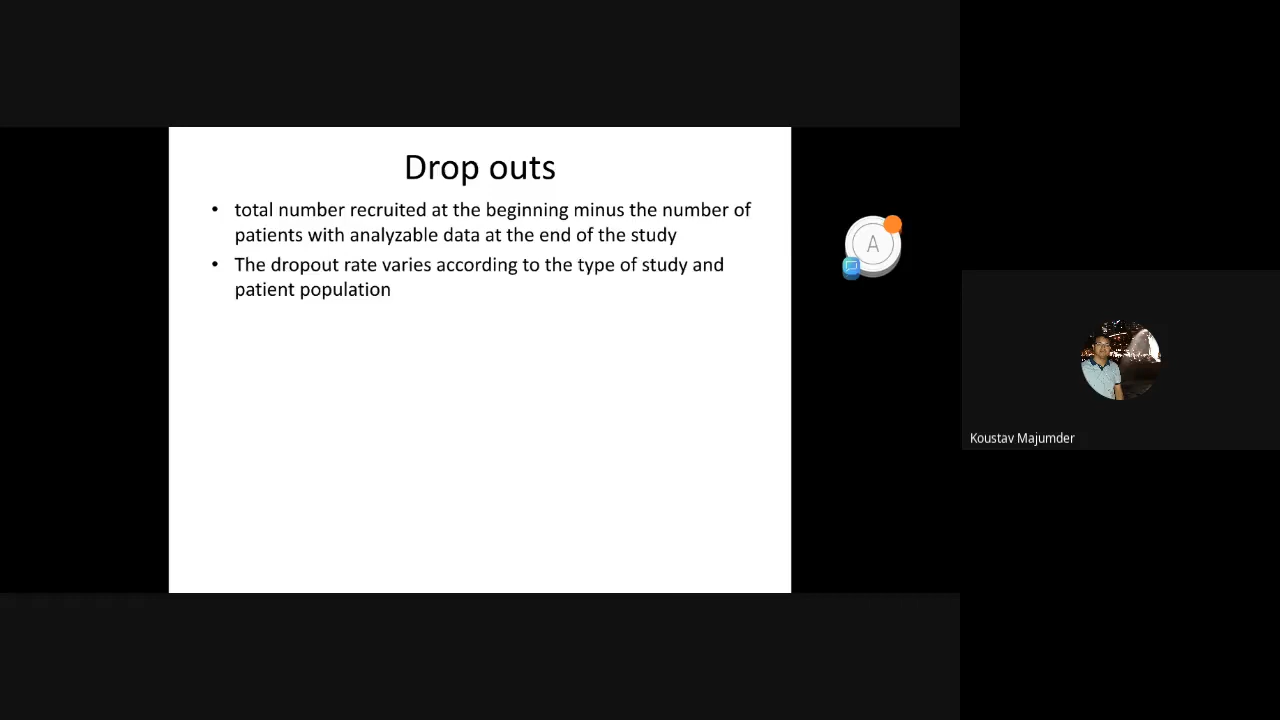 Drop outs
• total number recruited at the beginning minus the number of
patients with analyzable data at the end of the study
• The dropout rate varies according to the type of study and
patient population
A
Koustav Majumder